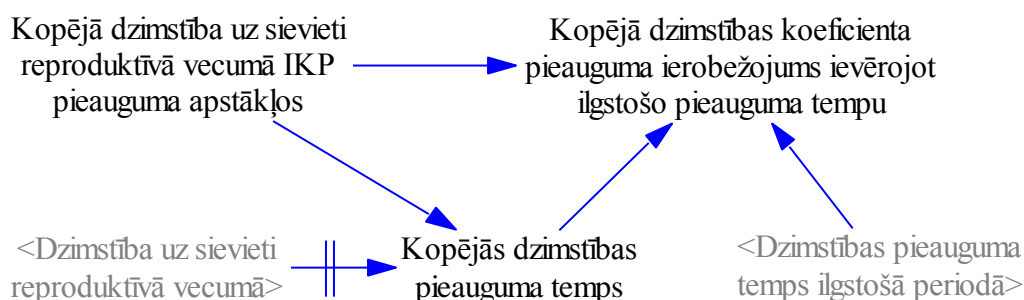 Kopējā dzimstība uz sievieti
reproduktīvā vecumā IKP
pieauguma apstākļos
Kopējā dzimstības koeficienta
pieauguma ierobežojums ievērojot
ilgstošo pieauguma tempu
<Dzimstība uz sievieti
reproduktīvā vecumā>
Kopējās dzimstības
pieauguma temps
<Dzimstības pieauguma
temps ilgstošā periodā>